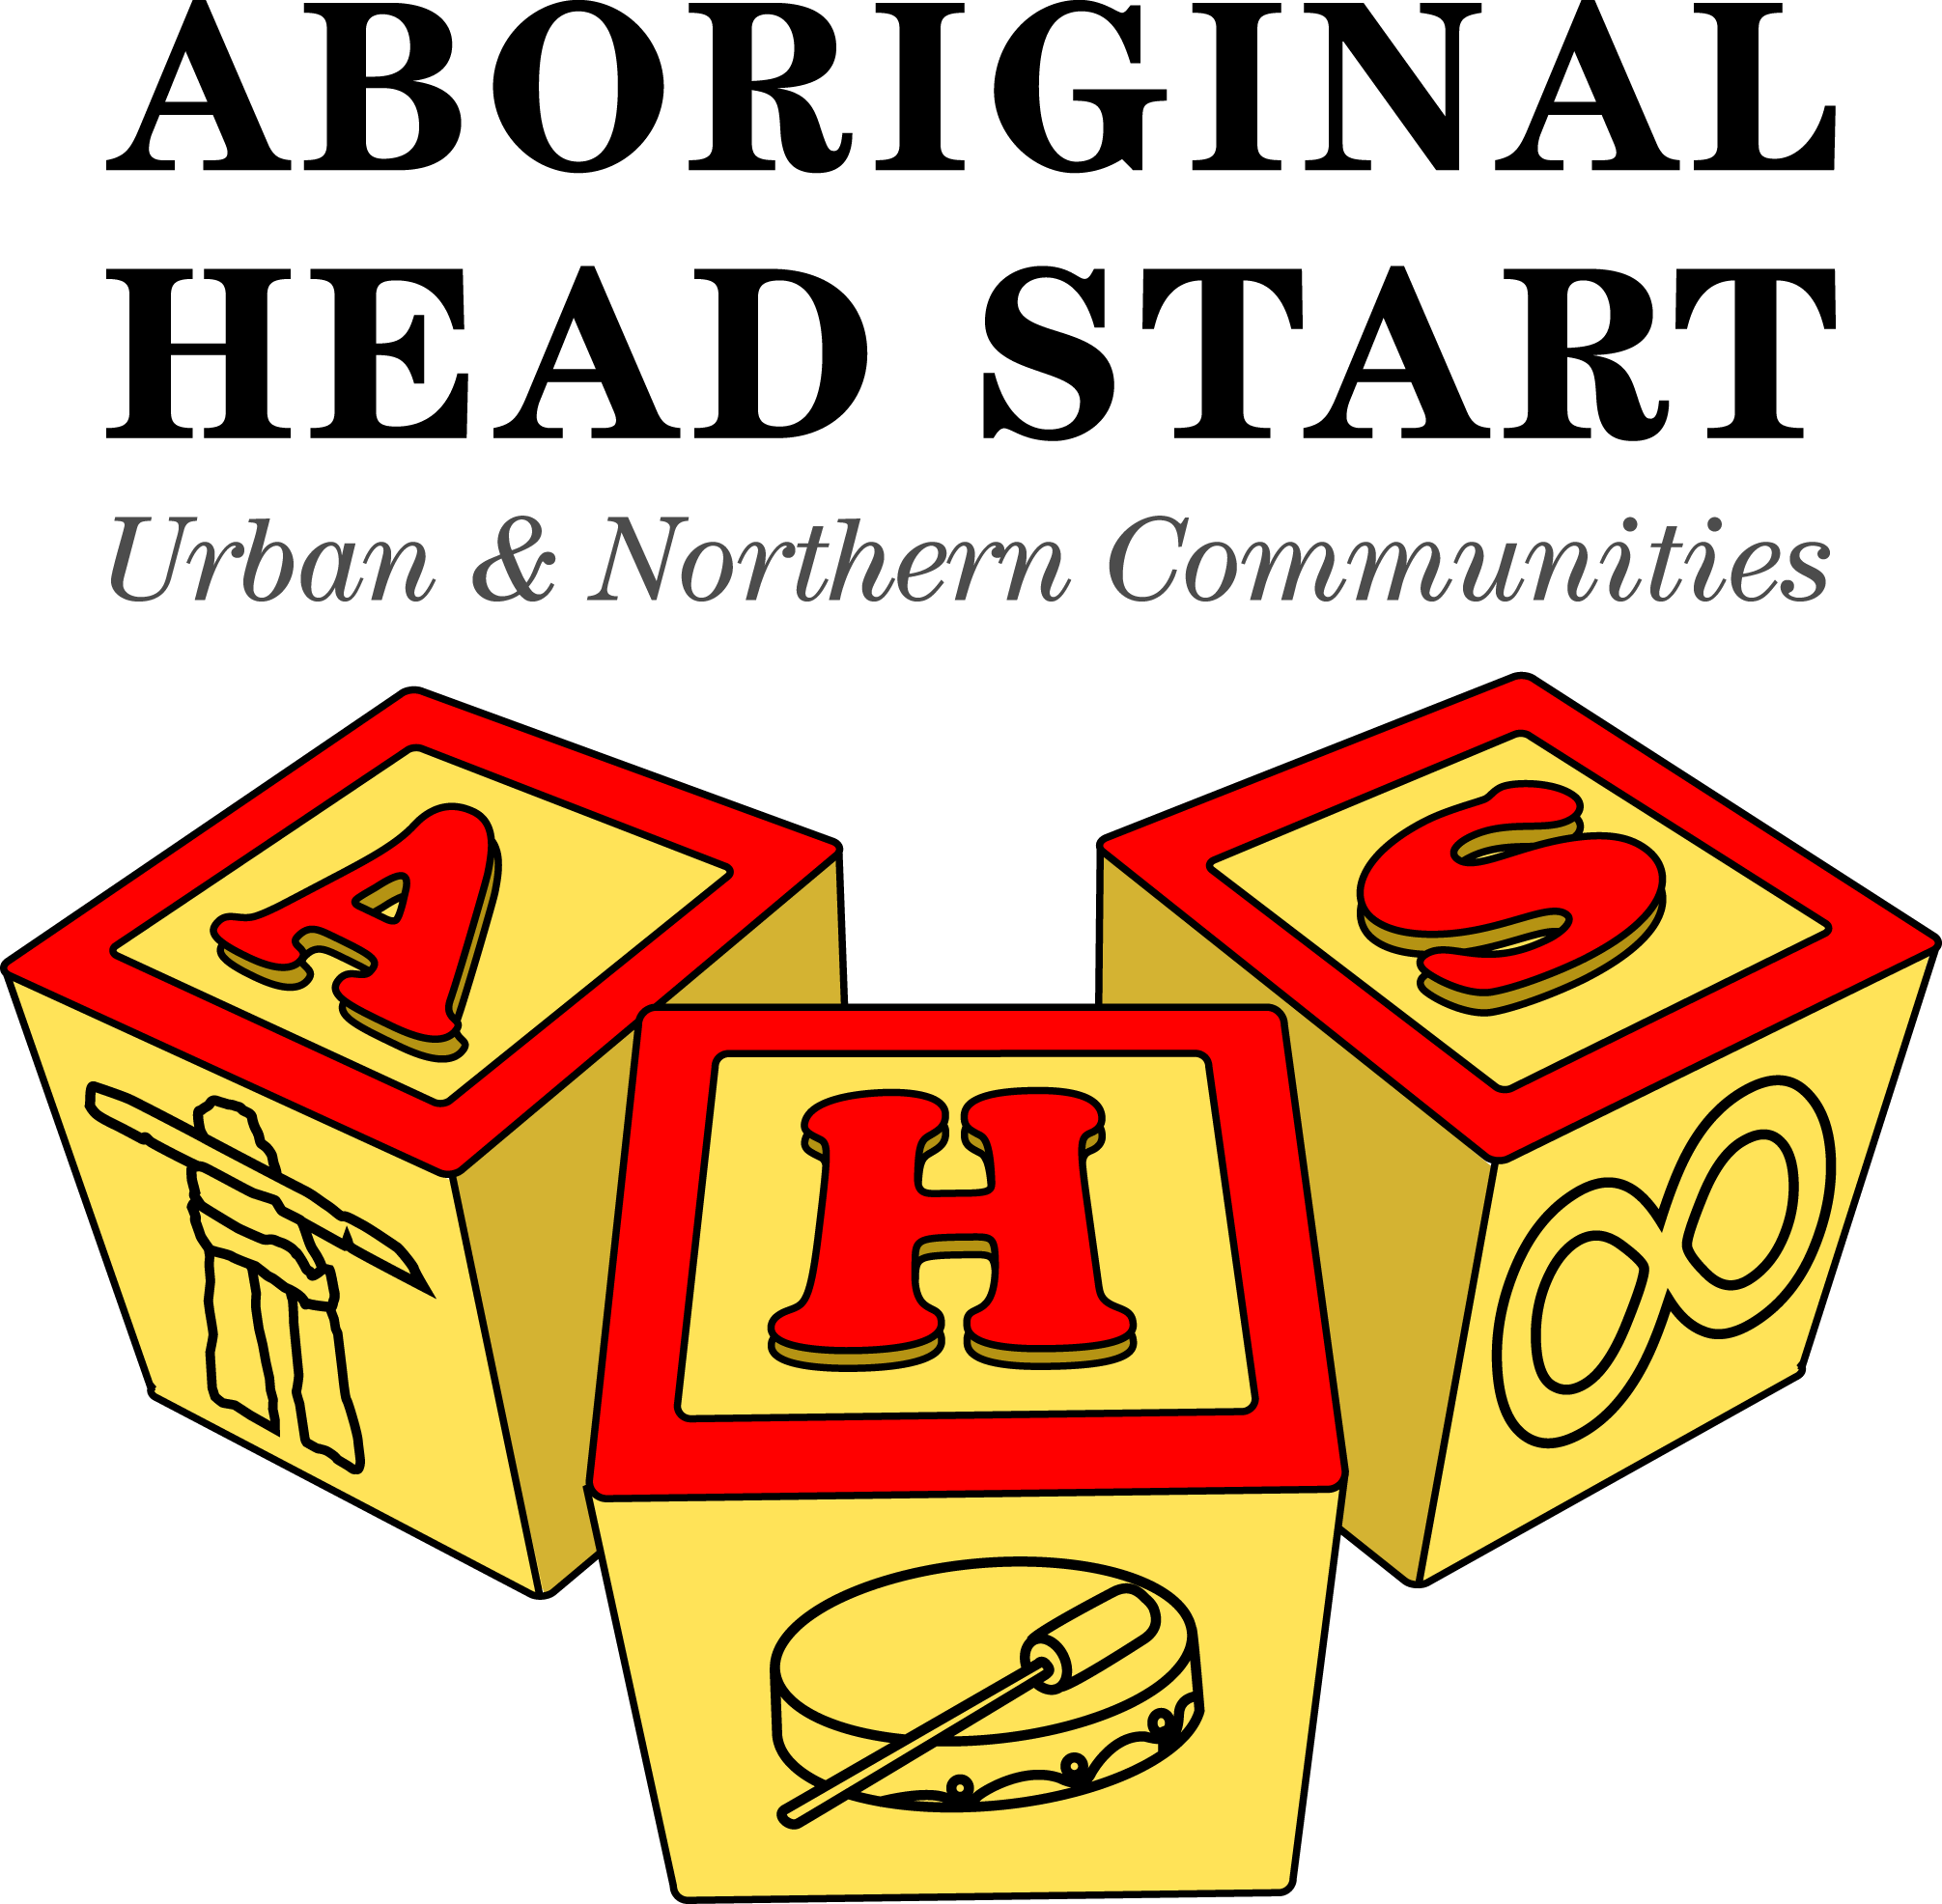 ABORIGINAL
HEAD START
Urban & Northern Communities
A H S